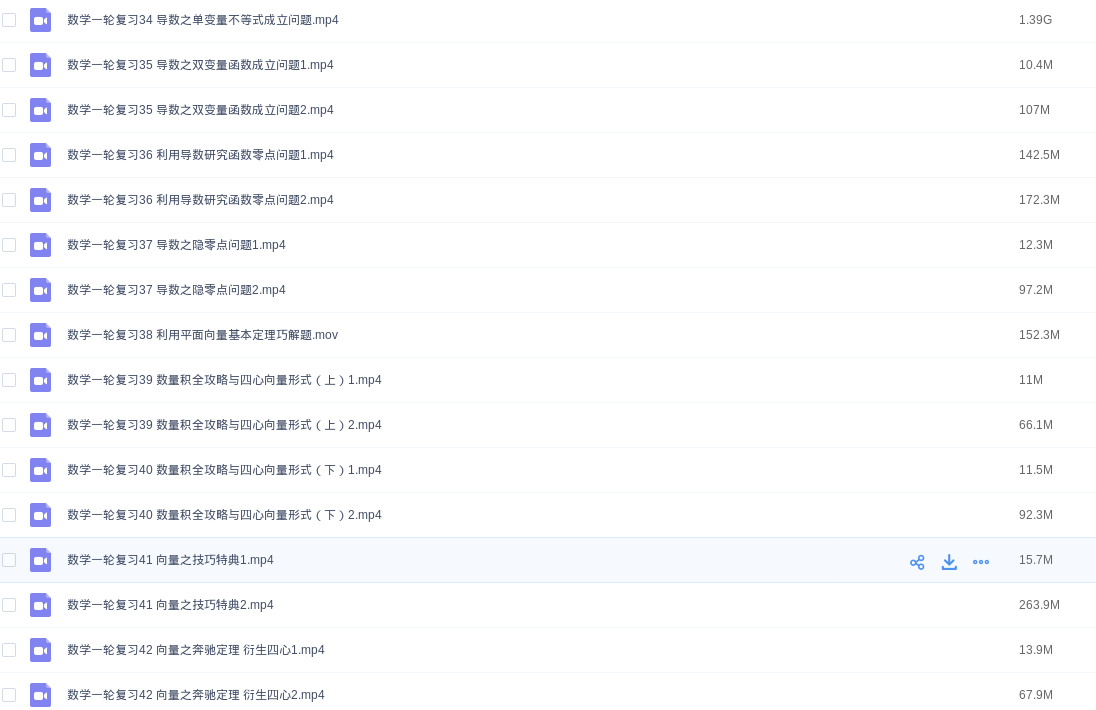 数学一轮复习34 导数之单变量不等式成立问题.mp4 1.39G
数学一轮复习35 导数之双变量函数成立问题1.mp4 10.4M
数学一轮复习35 导数之双变量函数成立问题2.mp4 107M
数学一轮复习36 利用导数研究函数零点问题1.mp4 142.5M
数学一轮复习36 利用导数研究函数零点问题2.mp4 172.3M
数学一轮复习37 导数之隐零点问题1.mp4 12.3M
数学一轮复习37 导数之隐零点问题2.mp4 97.2M
数学一轮复习38 利用平面向量基本定理巧解题.mov 152.3M
数学一轮复习39 数量积全攻略与四心向量形式（上）1.mp4 11M
数学一轮复习39 数量积全攻略与四心向量形式（上）2.mp4 66.1M
数学一轮复习40 数量积全攻略与四心向量形式（下）1.mp4 11.5M
数学一轮复习40 数量积全攻略与四心向量形式（下）2.mp4 92.3M
数学一轮复习41 向量之技巧特典1.mp4 15.7M
数学一轮复习41 向量之技巧特典2.mp4 263.9M
数学一轮复习42 向量之奔驰定理 衍生四心1.mp4 13.9M
数学一轮复习42 向量之奔驰定理 衍生四心2.mp4 67.9M